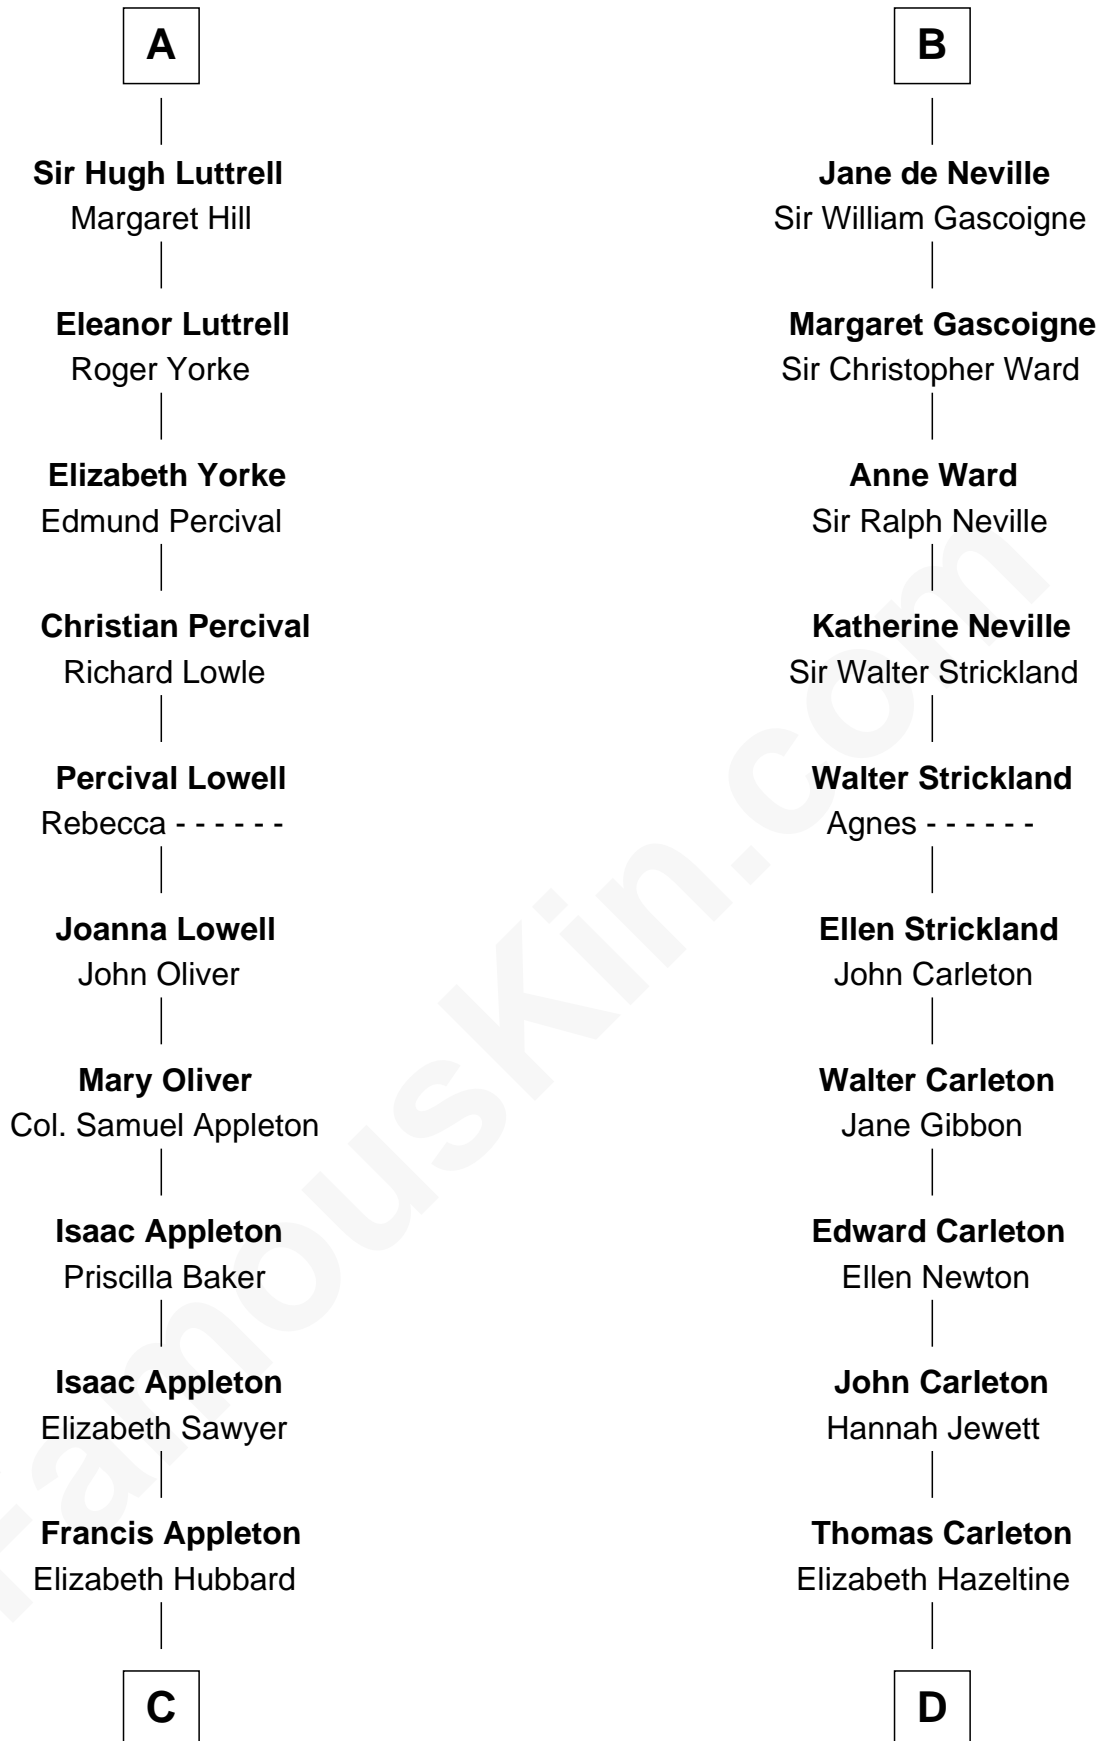 A
Sir Hugh Luttrell
Margaret Hill
Eleanor Luttrell
Roger Yorke
Elizabeth Yorke
Edmund Percival
Christian Percival
Richard Lowle
Percival Lowell
Rebecca - - - - - -
Joanna Lowell
John Oliver
Mary Oliver
Col. Samuel Appleton
Isaac Appleton
Priscilla Baker
Isaac Appleton
Elizabeth Sawyer
Francis Appleton
Elizabeth Hubbard
C
B
Jane de Neville
Sir William Gascoigne
Margaret Gascoigne
Sir Christopher Ward
Anne Ward
Sir Ralph Neville
Katherine Neville
Sir Walter Strickland
Walter Strickland
Agnes - - - - - -
Ellen Strickland
John Carleton
Walter Carleton
Jane Gibbon
Edward Carleton
Ellen Newton
John Carleton
Hannah Jewett
Thomas Carleton
Elizabeth Hazeltine
D
FamousKin.com